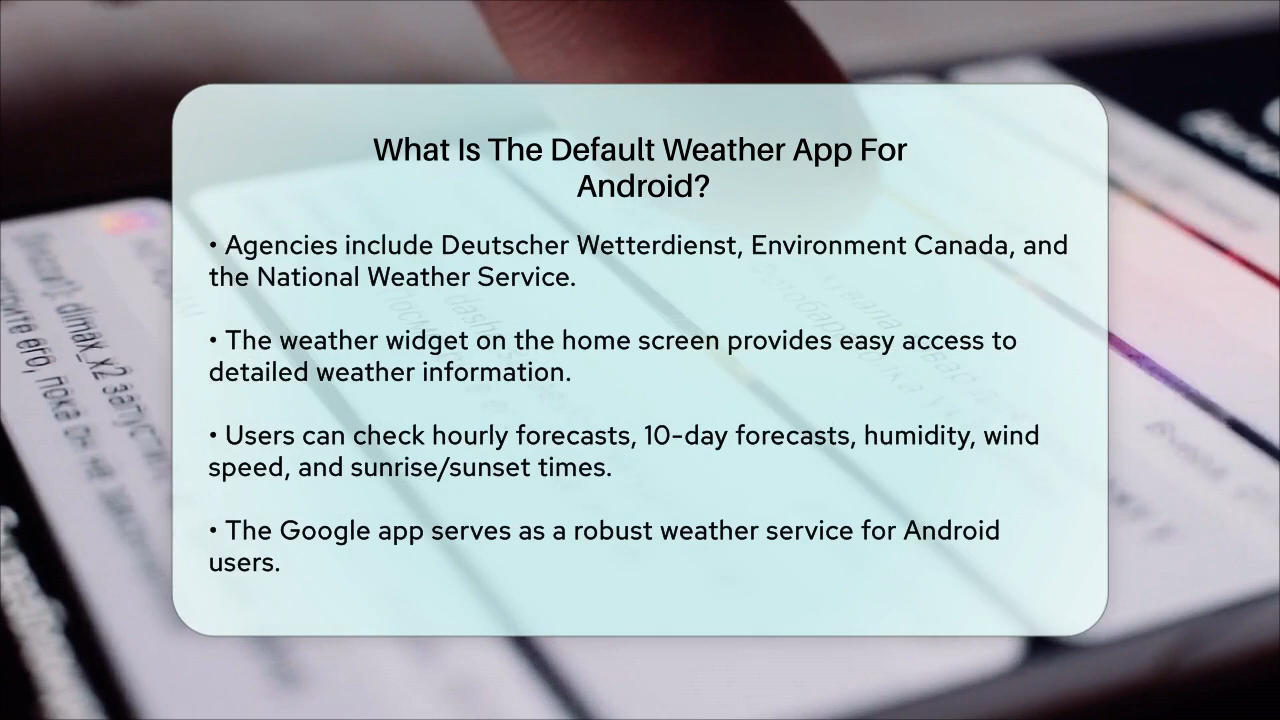 What Is The Default Weather App For
Android?
• Agencies include Deutscher Wetterdienst, Environment Canada, and
the National Weather Service.
• The weather widget on the home screen provides easy access to
detailed weather information.
• Users can check hourly forecasts, 10-day forecasts, humidity, wind
speed, and sunrise/sunset times.
• The Google app serves as a robust weather service for Android
users.